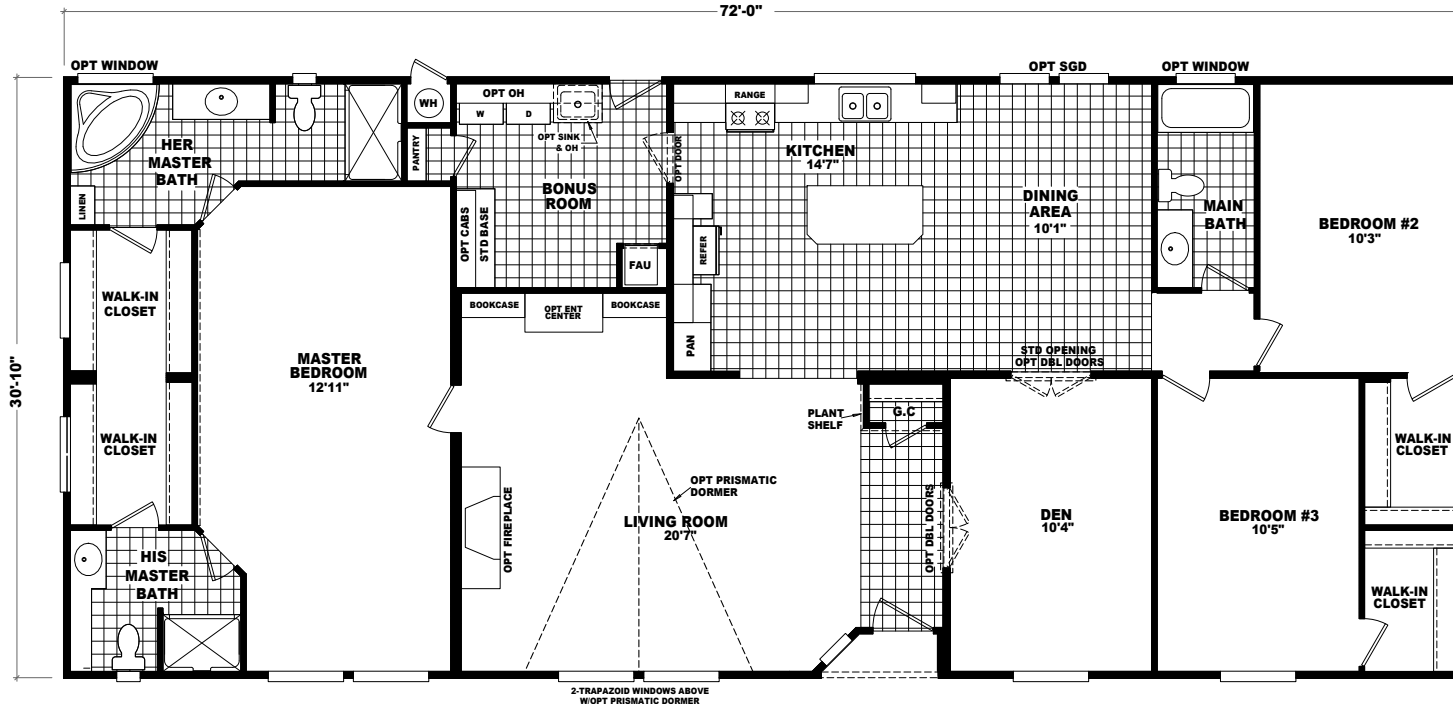 72'-0"
OPT WINDOW
OPT SGD
OPT WINDOW
30'-10"
HER
MASTER
BATH
LINEN
WH
PANTRY
OPT OH
W
D
OPT SINK
& OH
BONUS
ROOM
OPT CABS
STD BASE
FAU
OPT DOOR
RANGE
KITCHEN
14'7"
REFER
PAN
DINING
AREA
10'1"
MAIN
BATH
BEDROOM #2
10'3"
WALK-IN
CLOSET
WALK-IN
CLOSET
MASTER
BEDROOM
12'11"
BOOKCASE
OPT ENT
CENTER
BOOKCASE
STD OPENING
OPT DBL DOORS
PLANT
SHELF
G.C
OPT PRISMATIC
DORMER
LIVING ROOM
20'7"
OPT FIREPLACE
OPT DBL DOORS
DEN
10'4"
BEDROOM #3
10'5"
WALK-IN
CLOSET
WALK-IN
CLOSET
HIS
MASTER
BATH
2-TRAPAZOID WINDOWS ABOVE
W/OPT PRISMATIC DORMER